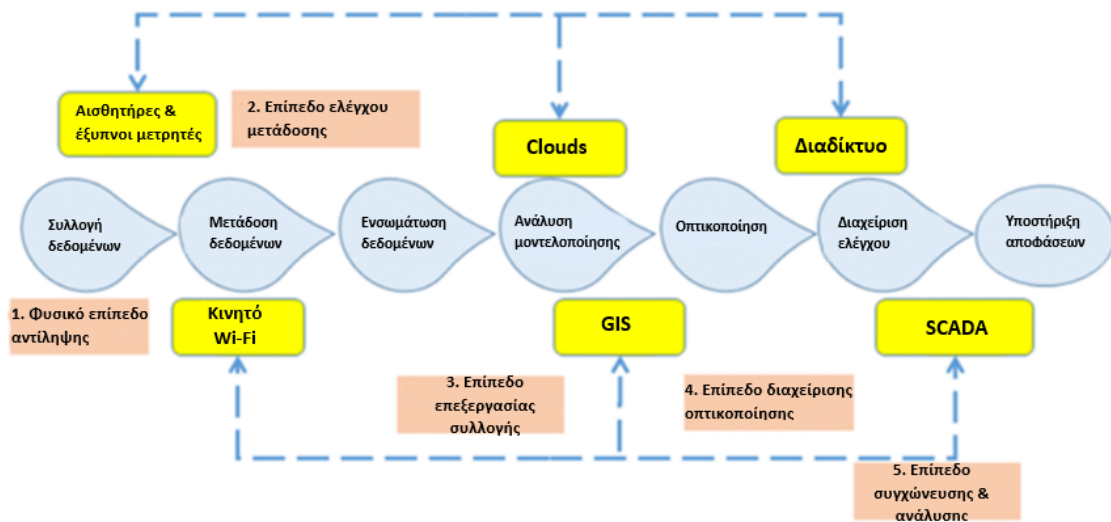 Αισθητήρες &
έξυπνοι μετρητές
2. Επίπεδο ελέγχου
μετάδοσης
Clouds
Διαδίκτυο
Συλλογή
δεδομένων
Μετάδοση
δεδομένων
Ενσωμάτωση
δεδομένων
Ανάλυση
μοντελοποίησης
Οπτικοποίηση
Διαχείριση
ελέγχου
Υποστήριξη
αποφάσεων
1. Φυσικό επίπεδο
αντίληψης
Κινητό
Wi-Fi
GIS
SCADA
3. Επίπεδο
επεξεργασίας
συλλογής
4. Επίπεδο διαχείρισης
οπτικοποίησης
5. Επίπεδο
συγχώνευσης &
ανάλυσης